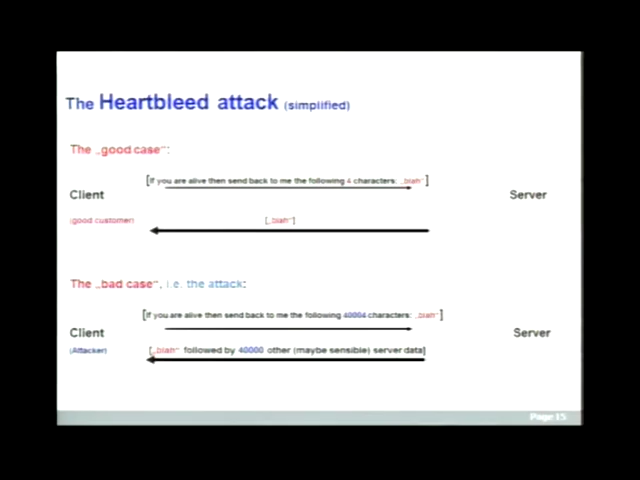 The Heartbleed attack (simplified)
The „good case“:
[If you are alive then send back to me the following 4 characters: „blah“]
Client
Server
(good customer)
[„blah“]
The „bad case“, i.e. the attack:
[If you are alive then send back to me the following 40004 characters: „blah“]
Client
Server
(Attacker)
[„blah“ followed by 40000 other (maybe sensible) server data]
Page 15